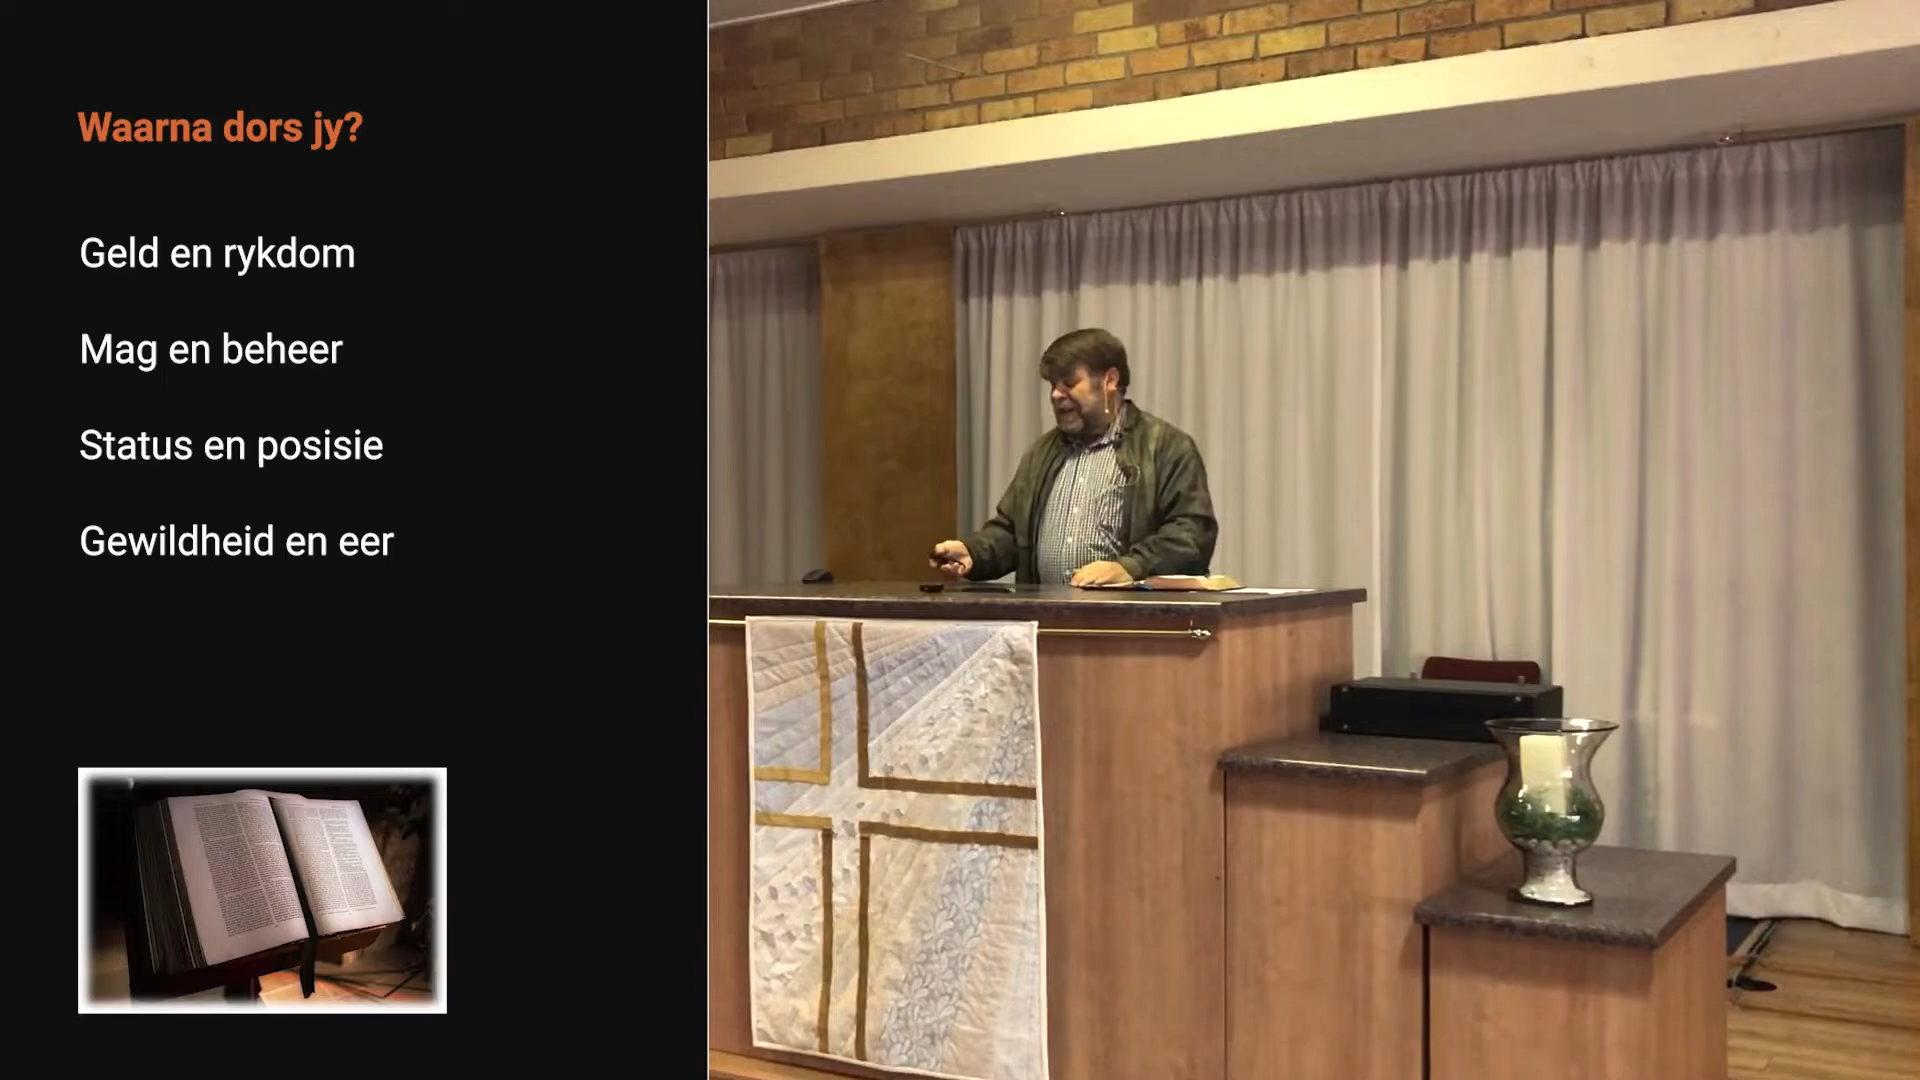 Waarna dors jy?
Geld en rykdom
Mag en beheer
Status en posisie
Gewildheid en eer